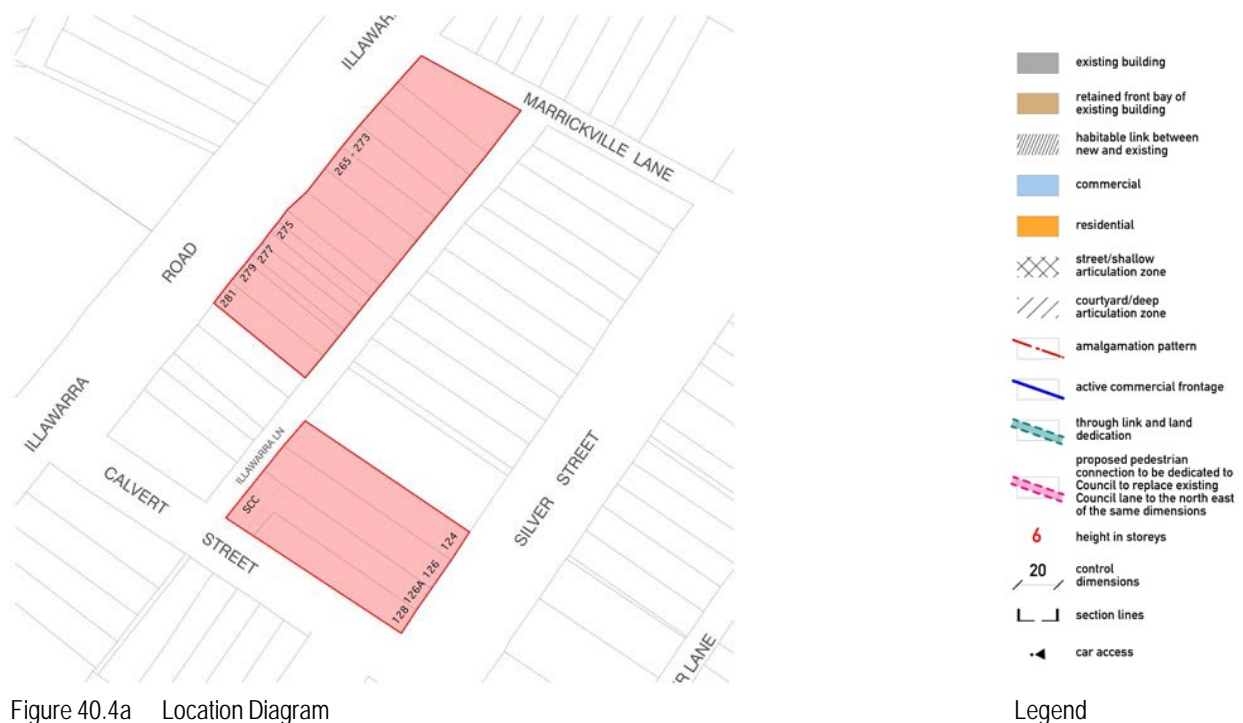 ILLAWAR
MARRICKVILLE LANE
265 - 273
275
277
279
281
ROAD
ILLAWARRA
ILLAWARRA LN
CALVERT
STREET
SCC
124
126
126A
128
SILVER STREET
ER LANE
existing building
retained front bay of
existing building
habitable link between
new and existing
commercial
residential
street/shallow
articulation zone
courtyard/deep
articulation zone
amalgamation pattern
active commercial frontage
through link and land
dedication
proposed pedestrian
connection to be dedicated to
Council to replace existing
Council lane to the north east
of the same dimensions
6 height in storeys
20 control
dimensions
section lines
car access
Figure 40.4a Location Diagram
Legend